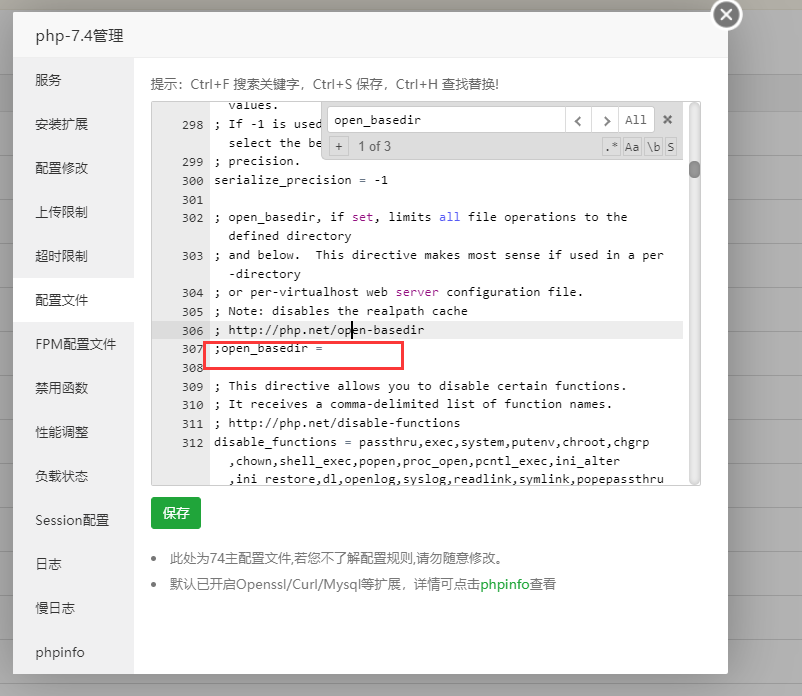 php-7.4管理
服务
安装扩展
配置修改
上传限制
超时限制
配置文件
FPM配置文件
禁用函数
性能调整
负载状态
Session配置
日志
慢日志
phpinfo
提示：Ctrl+F 搜索关键字，Ctrl+S 保存，Ctrl+H 查找替换!
open_basedir
All
+ 1 of 3
.* Aa \b S
values.
298 ; If -1 is used
select the be
299 ; precision.
300 serialize_precision = -1
301
302 ; open_basedir, if set, limits all file operations to the
defined directory
303 ; and below.  This directive makes most sense if used in a per
-directory
304 ; or per-virtualhost web server configuration file.
305 ; Note: disables the realpath cache
306 ; http://php.net/open-basedir
307 ;open_basedir =
308
309 ; This directive allows you to disable certain functions.
310 ; It receives a comma-delimited list of function names.
311 ; http://php.net/disable-functions
312 disable_functions = passthru,exec,system,putenv,chroot,chgrp
,chown,shell_exec,popen,proc_open,pcntl_exec,ini_alter
,ini_restore,dl,openlog,syslog,readlink,symlink,popepassthru
保存
此处为74主配置文件,若您不了解配置规则,请勿随意修改。
默认已开启Openssl/Curl/Mysql等扩展，详情可点击phpinfo查看